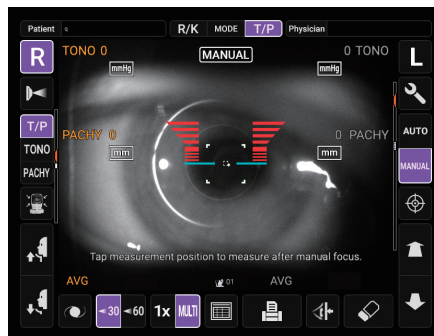 Patient R/K MODE T/P Physician
R TONO 0 MANUAL 0 TONO L
mmHg mmHg
T/P AUTO
TONO PACHY 0 0 PACHY
PACHY mm mm MANUAL
Tap measurement position to measure after manual focus.
AVG 01 AVG
30 60 1x MULTI